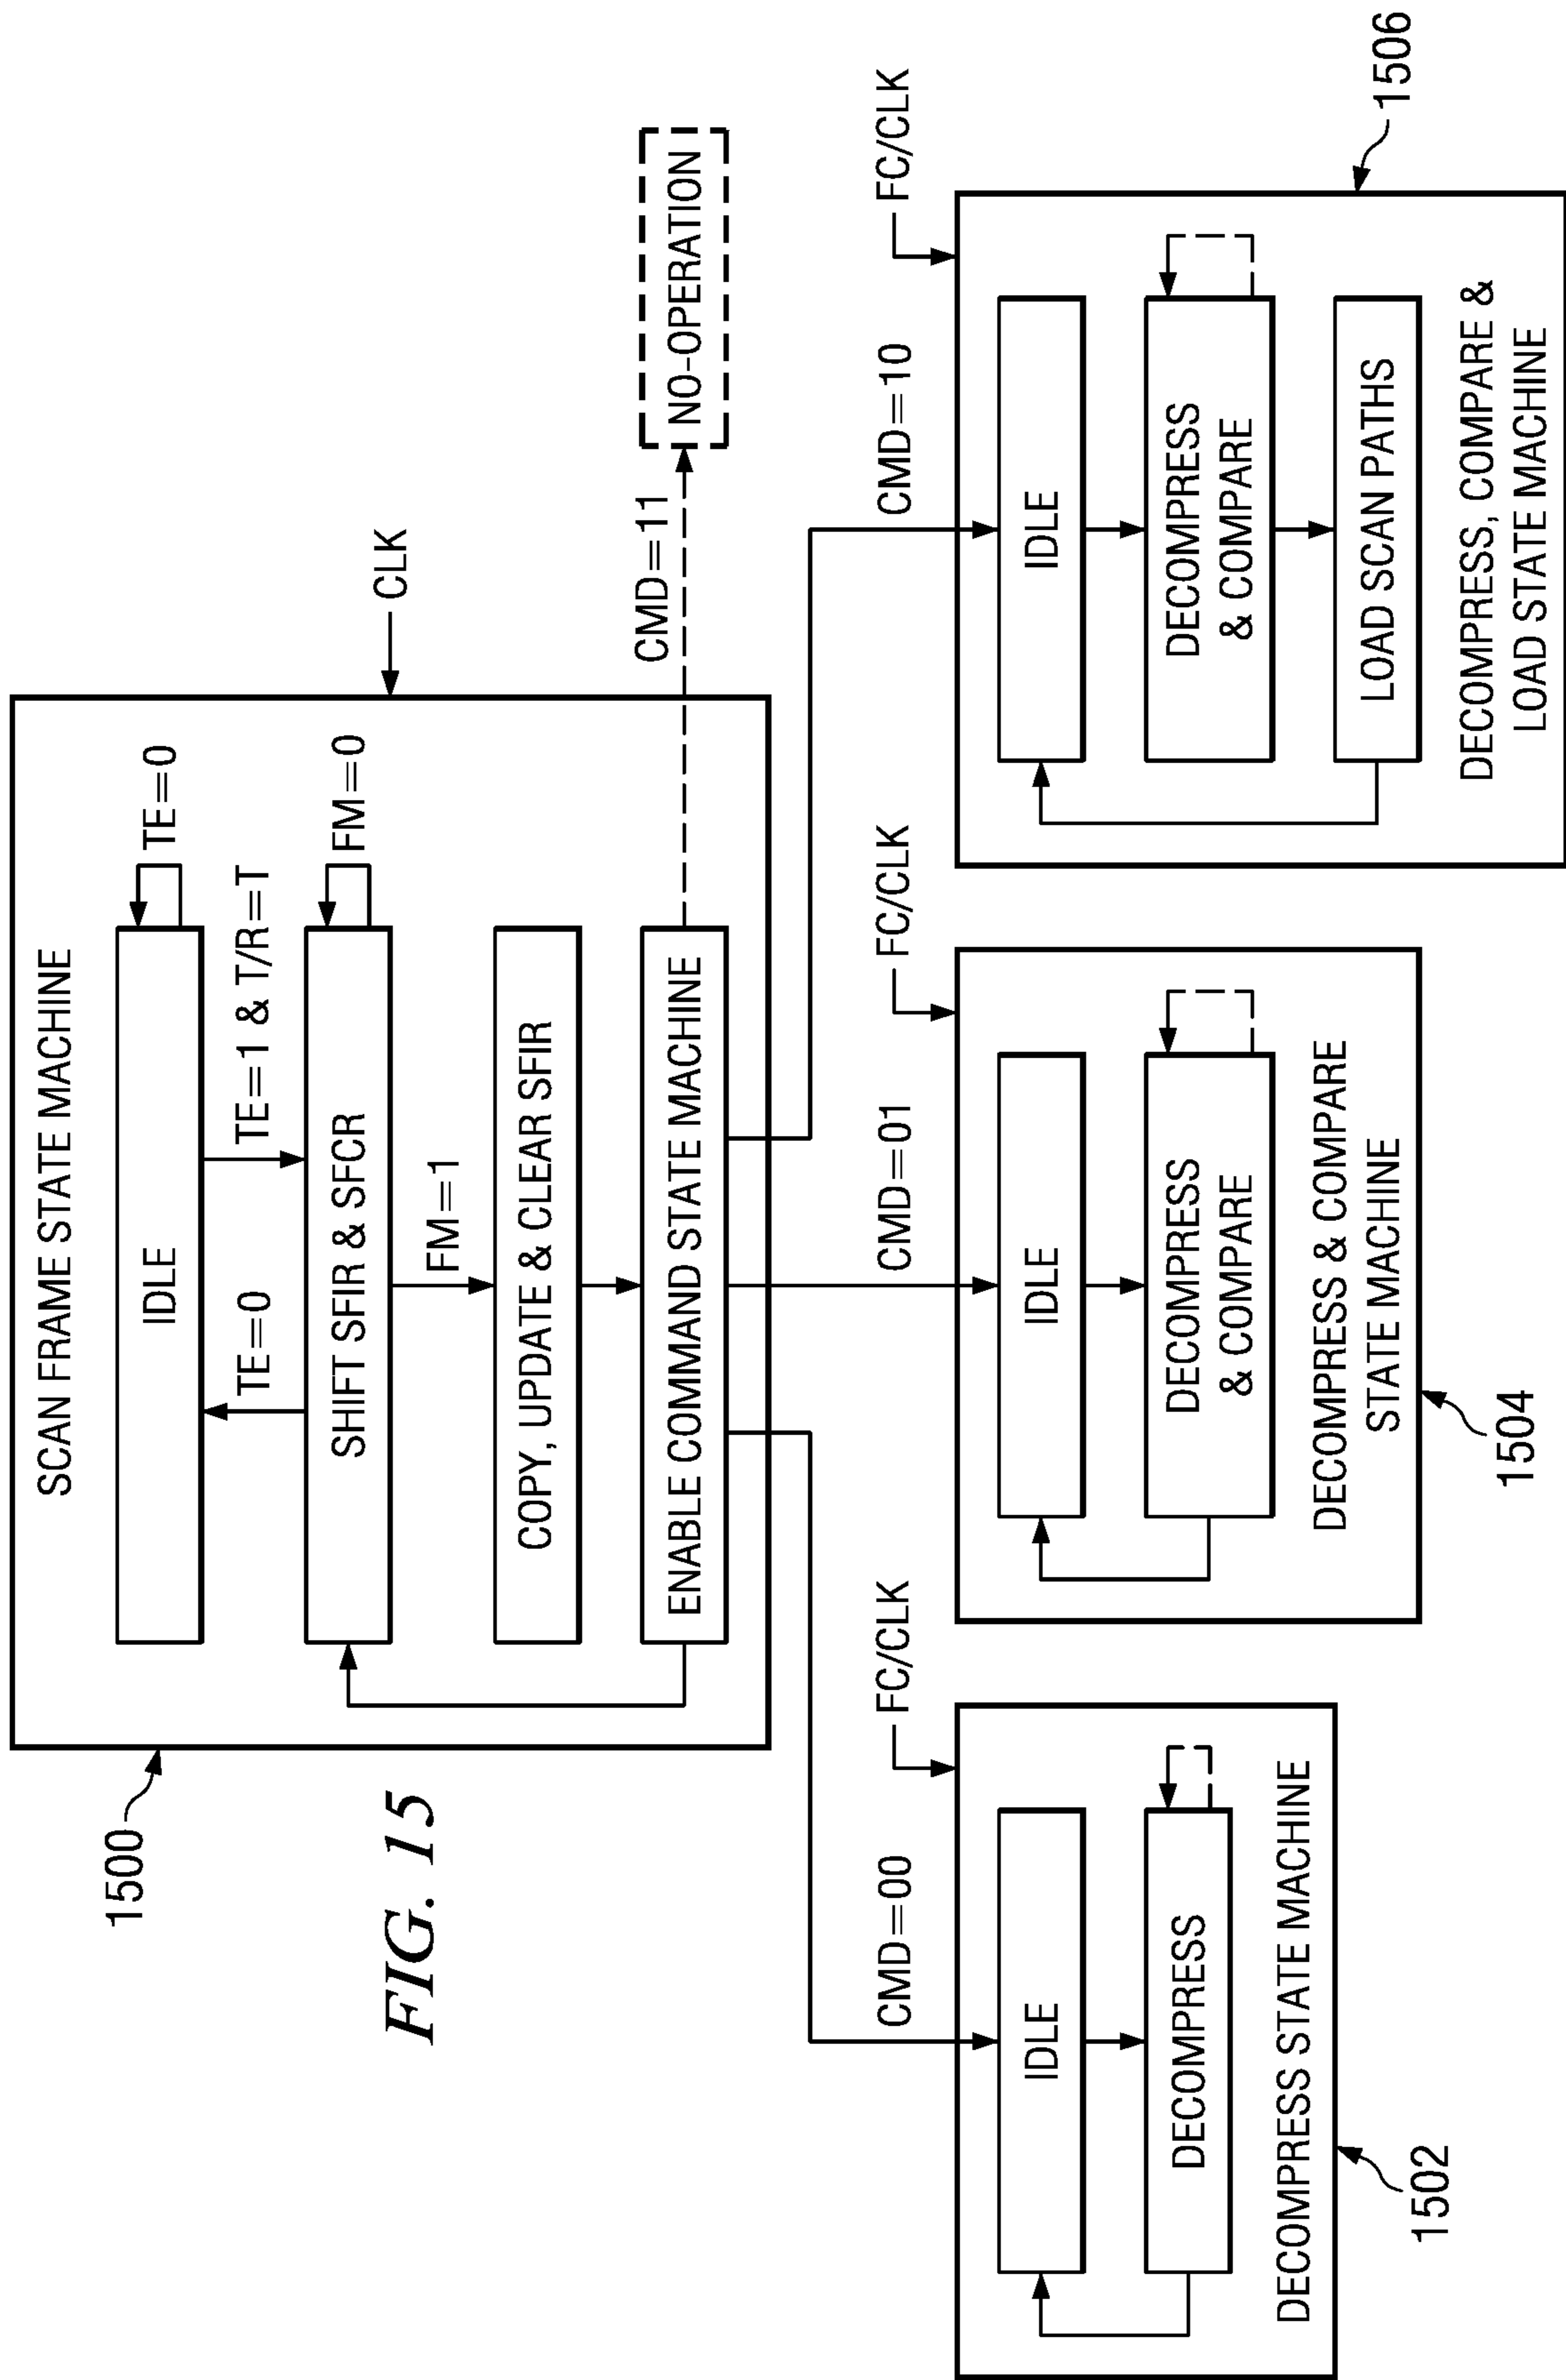 1500
FIG. 15
SCAN FRAME STATE MACHINE
IDLE
TE=0
TE=0
TE=1 & T/R=T
SHIFT SFIR & SFCR
FM=0
CLK
FM=1
COPY, UPDATE & CLEAR SFIR
ENABLE COMMAND STATE MACHINE
CMD=11
NO-OPERATION
CMD=00
FC/CLK
IDLE
DECOMPRESS
DECOMPRESS STATE MACHINE
1502
CMD=01
FC/CLK
IDLE
DECOMPRESS
& COMPARE
DECOMPRESS & COMPARE
STATE MACHINE
1504
CMD=10
FC/CLK
IDLE
DECOMPRESS
& COMPARE
LOAD SCAN PATHS
DECOMPRESS, COMPARE &
LOAD STATE MACHINE
1506